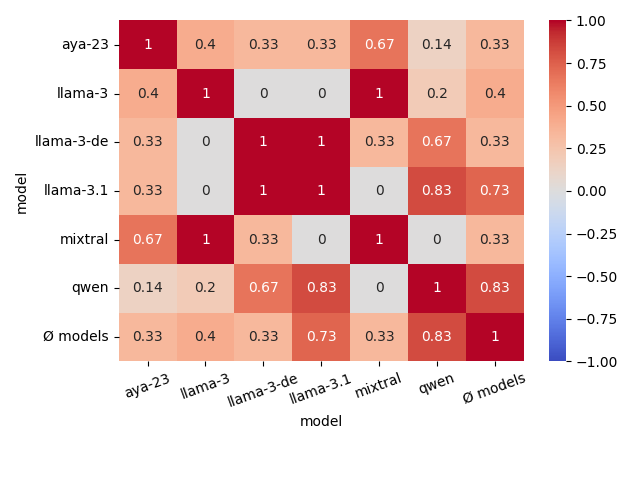 aya-23 1 0.4 0.33 0.33 0.67 0.14 0.33
llama-3 0.4 1 0 0 1 0.2 0.4
llama-3-de 0.33 0 1 1 0.33 0.67 0.33
llama-3.1 0.33 0 1 1 0 0.83 0.73
mixtral 0.67 1 0.33 0 1 0 0.33
qwen 0.14 0.2 0.67 0.83 0 1 0.83
Ø models 0.33 0.4 0.33 0.73 0.33 0.83 1
aya-23 llama-3 llama-3-de llama-3.1 mixtral qwen Ø models
model
model
1.00
0.75
0.50
0.25
0.00
−0.25
−0.50
−0.75
−1.00